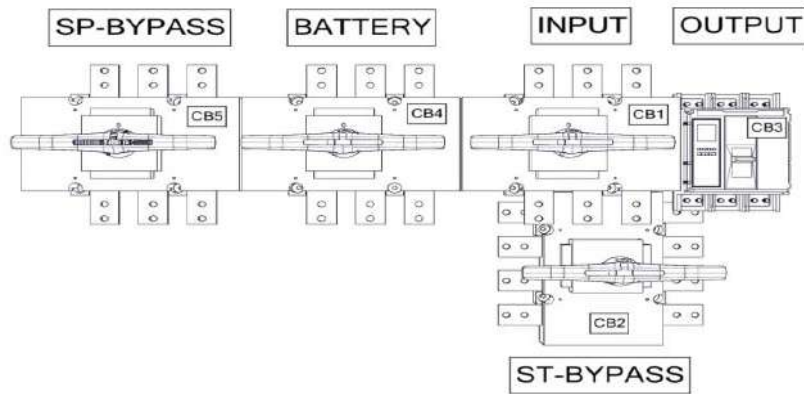 SP-BYPASS
BATTERY
INPUT
OUTPUT
CB5
CB4
CB1
CB3
CB2
ST-BYPASS